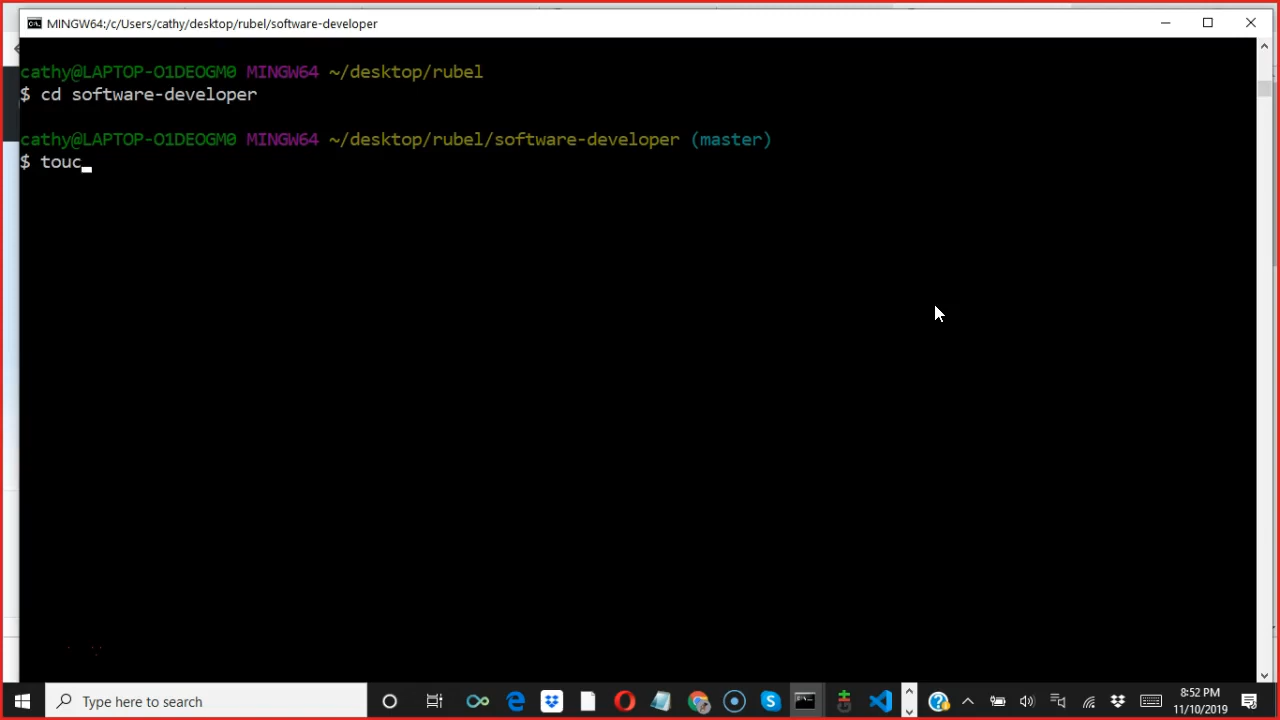 MINGW64:/c/Users/cathy/desktop/rubel/software-developer
cathy@LAPTOP-O1DEOGM0 MINGW64 ~/desktop/rubel
$ cd software-developer
cathy@LAPTOP-O1DEOGM0 MINGW64 ~/desktop/rubel/software-developer (master)
$ touc
Type here to search
8:52 PM
11/10/2019